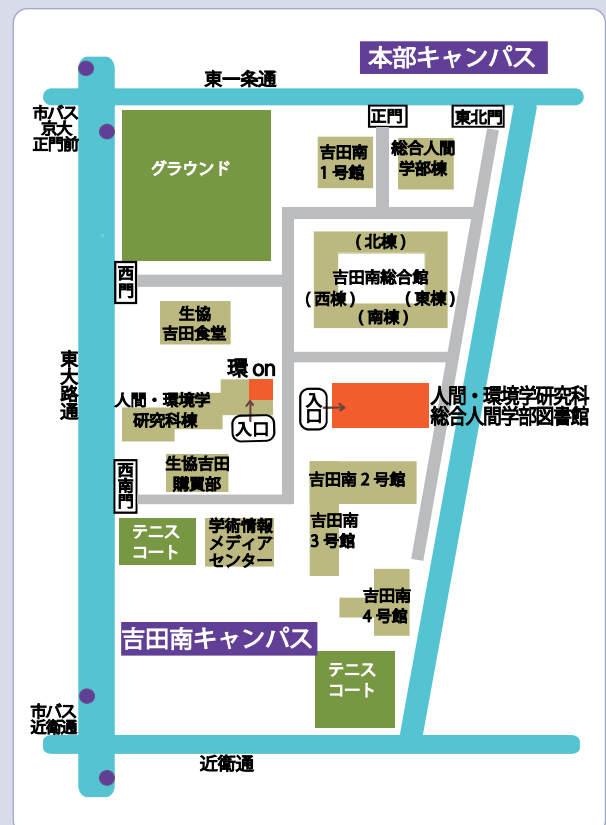 本部キャンパス
東一条通
市バス
京大
正門前
正門
東北門
グラウンド
吉田南
1号館
総合人間
学部棟
(北棟)
吉田南総合館
(西棟)
(東棟)
(南棟)
西門
生協
吉田食堂
東大路通
環on
人間・環境学
研究科棟
入口
入口
人間・環境学研究科
総合人間学部図書館
西南門
生協吉田
購買部
吉田南2号館
吉田南
3号館
テニス
コート
学術情報
メディア
センター
吉田南
4号館
吉田南キャンパス
テニス
コート
市バス
近衛通
近衛通